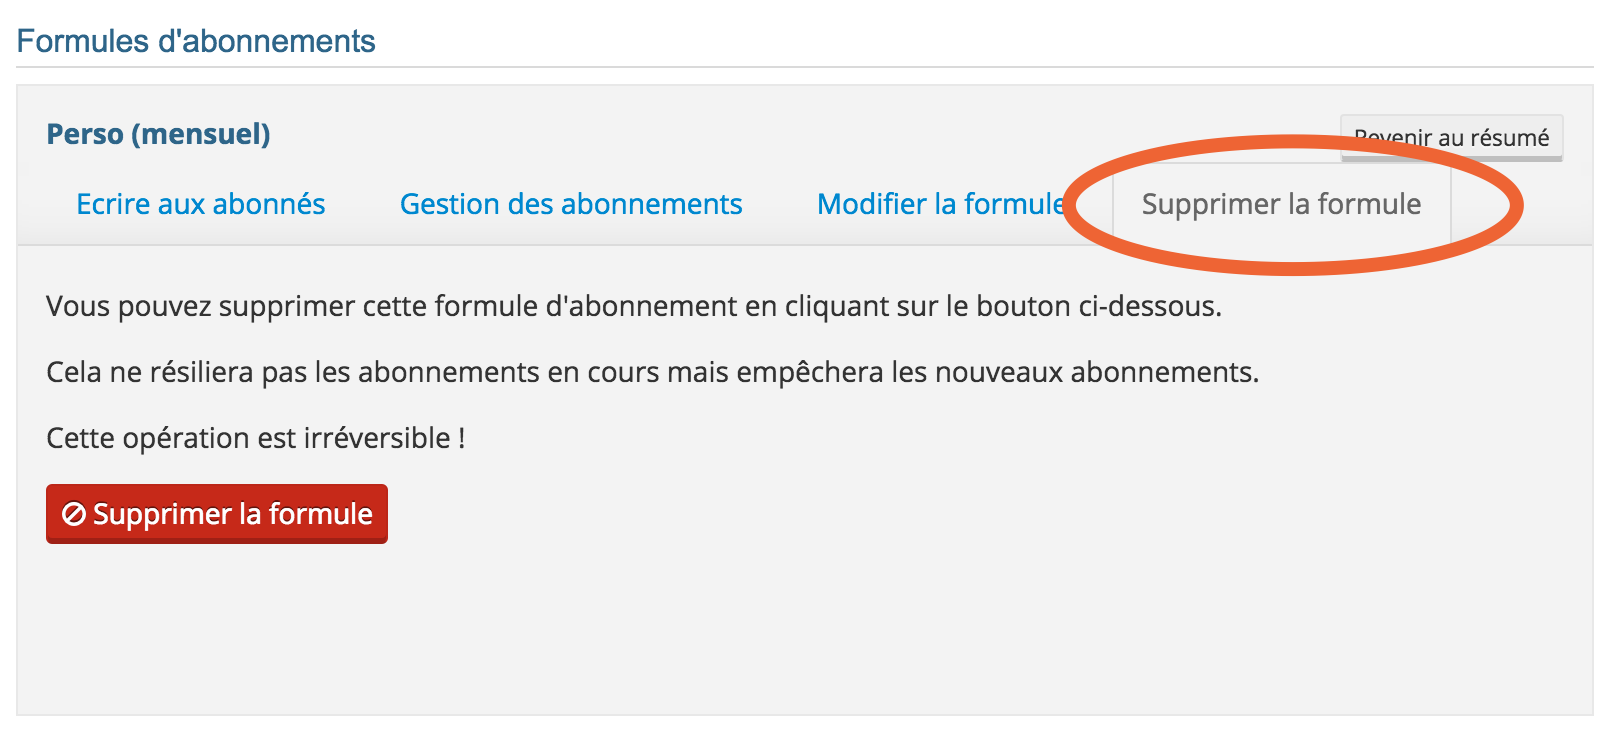 Formules d'abonnements
Perso (mensuel)
Revenir au résumé
Ecrire aux abonnés
Gestion des abonnements
Modifier la formule
Supprimer la formule
Vous pouvez supprimer cette formule d'abonnement en cliquant sur le bouton ci-dessous.
Cela ne résiliera pas les abonnements en cours mais empêchera les nouveaux abonnements.
Cette opération est irréversible !
Supprimer la formule